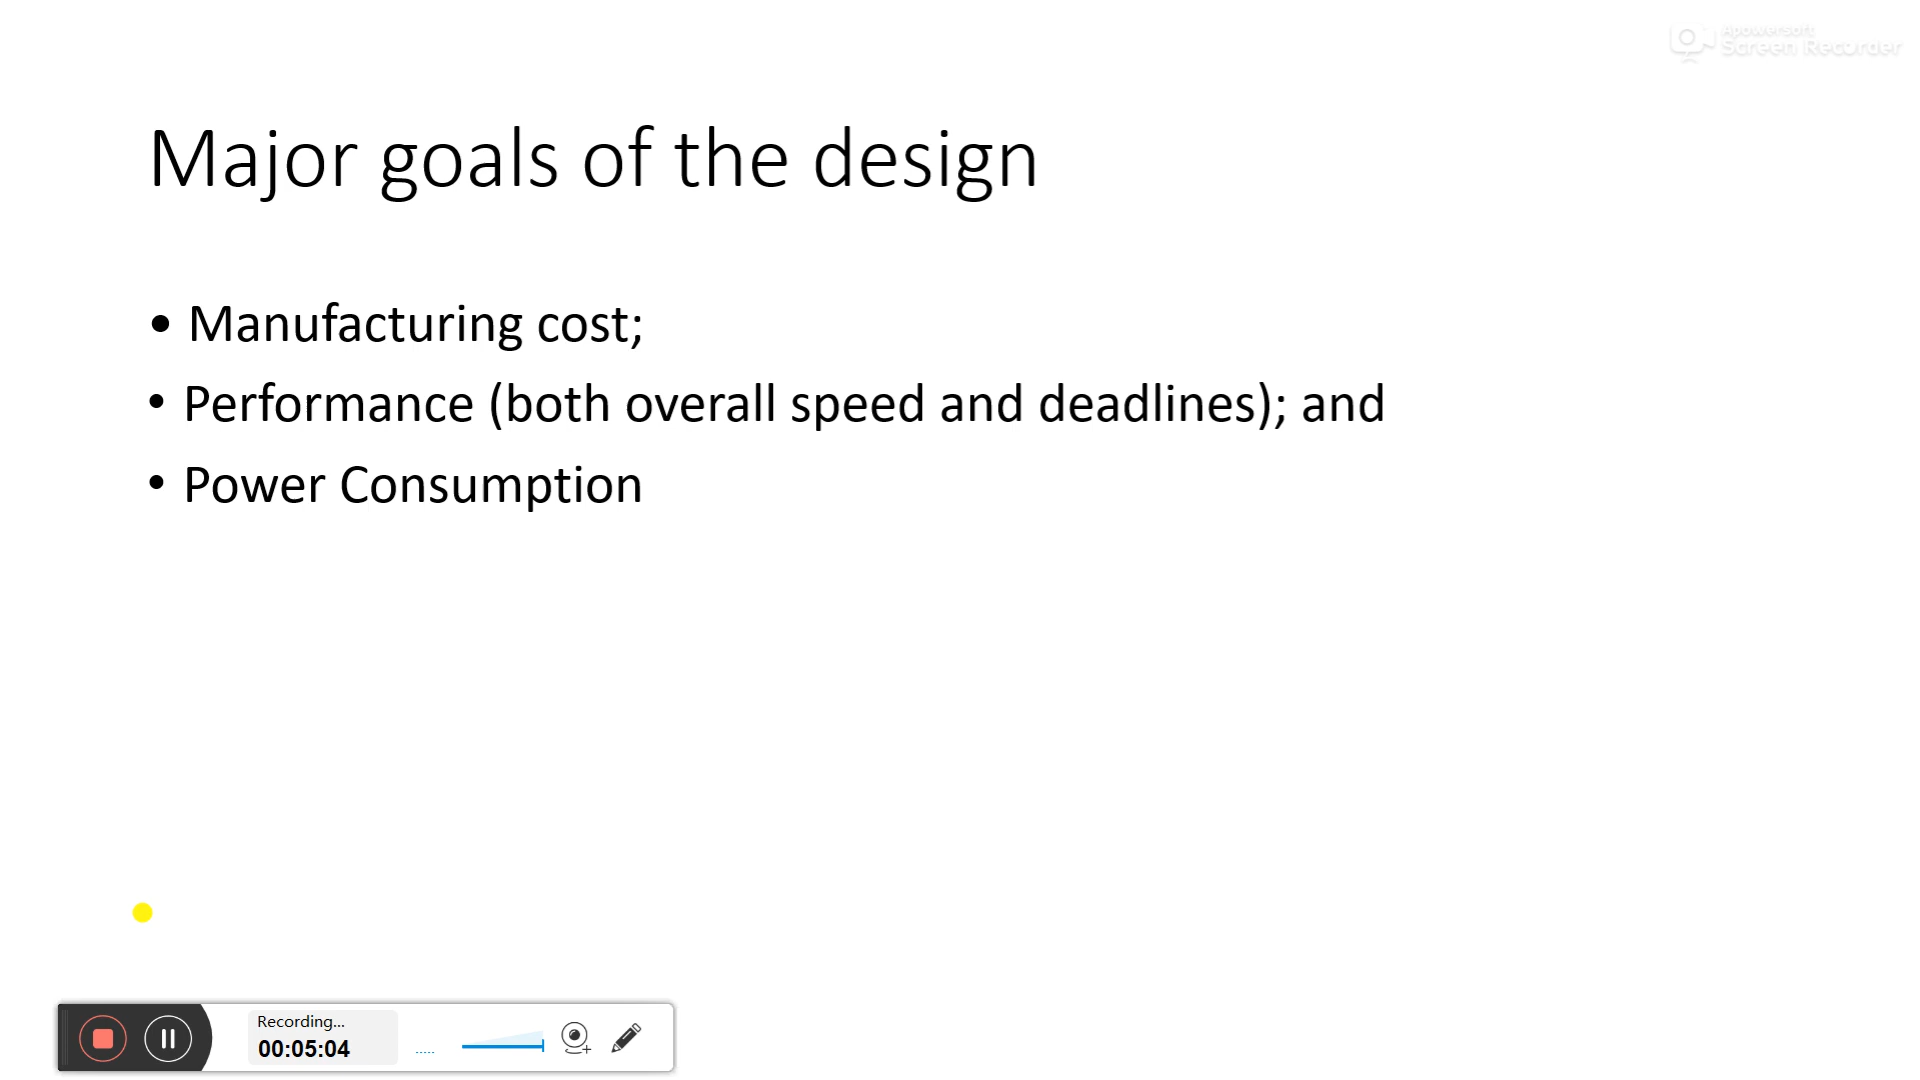 Apowersoft
Screen Recorder
Major goals of the design
• Manufacturing cost;
• Performance (both overall speed and deadlines); and
• Power Consumption
Recording...
00:05:04